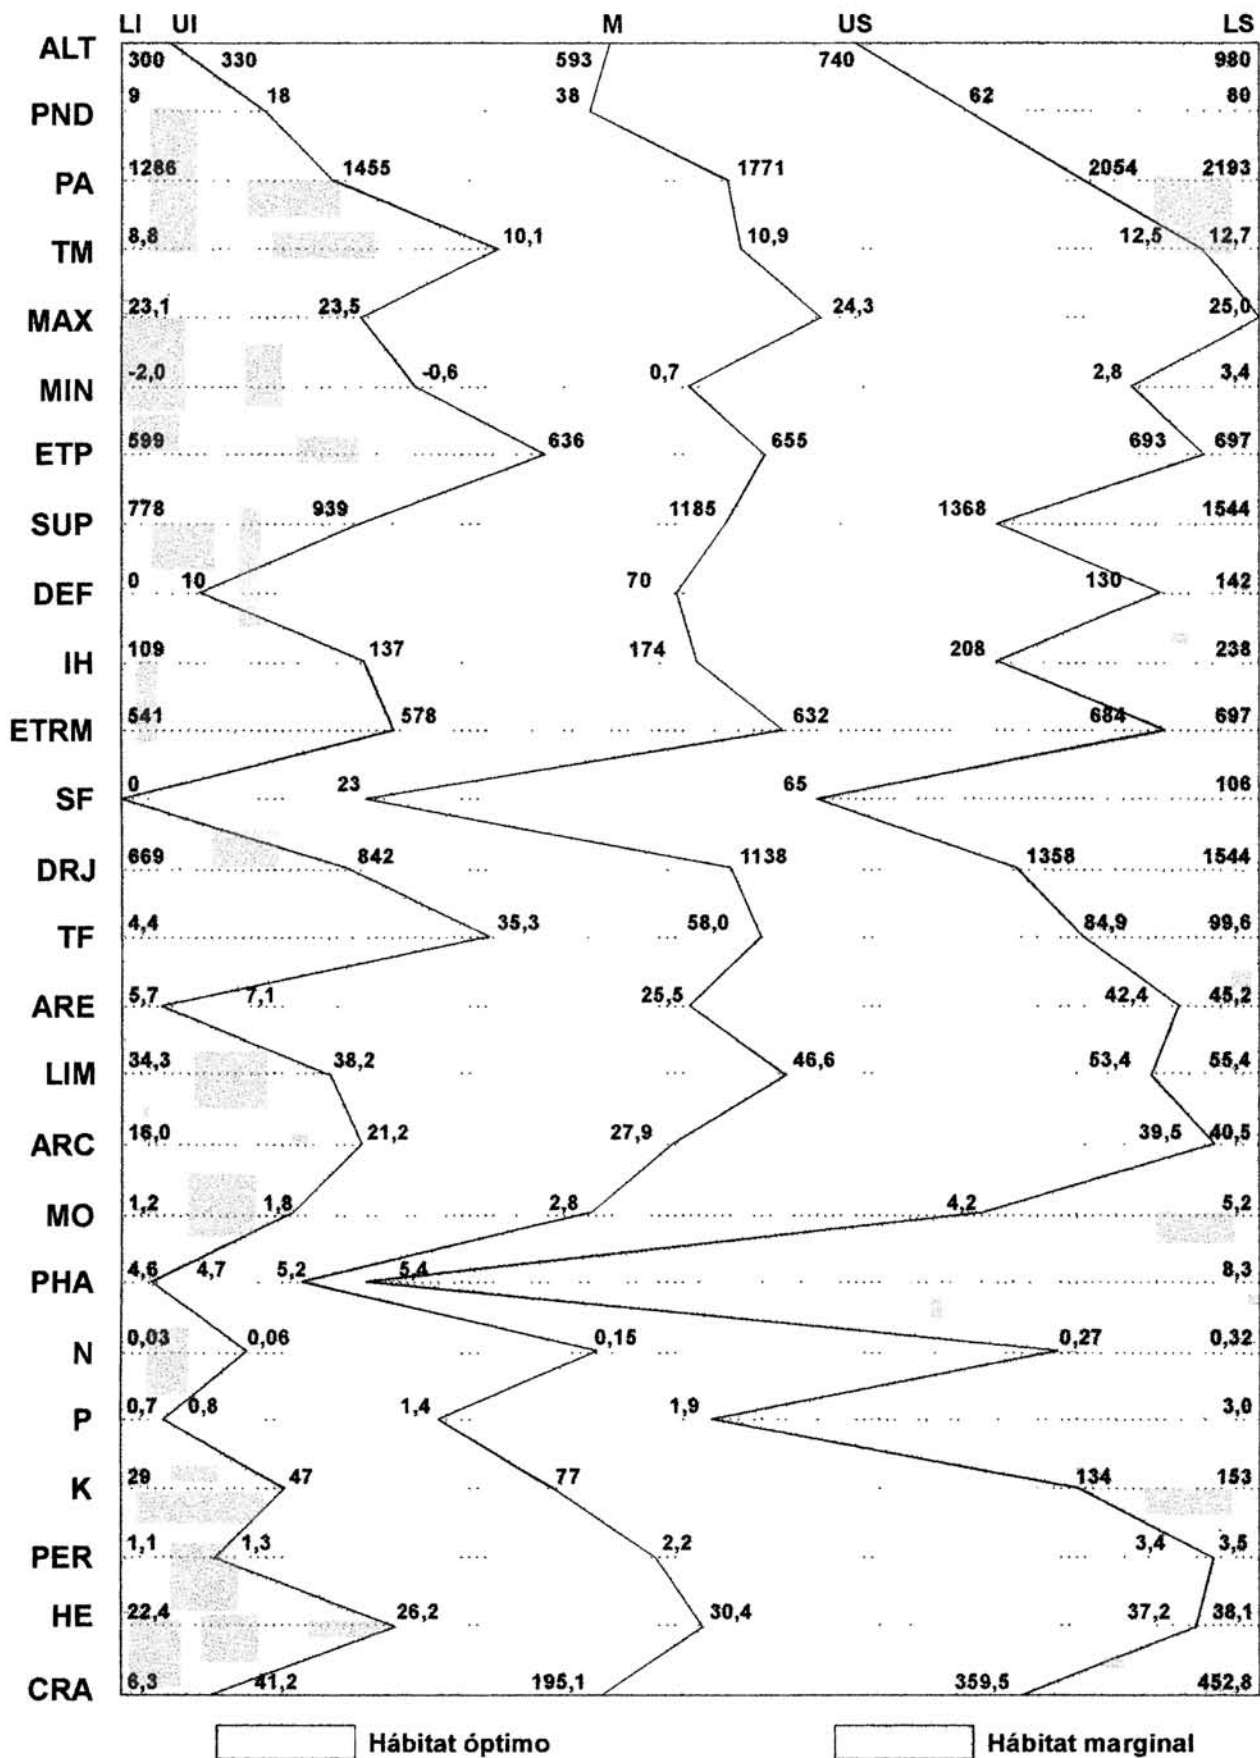 LI UI M US LS
ALT 300 330 593 740 980
PND 9 18 38 62 80
PA 1286 1455 1771 2054 2193
TM 8,8 10,1 10,9 12,5 12,7
MAX 23,1 23,5 24,3 25,0
MIN -2,0 -0,6 0,7 2,8 3,4
ETP 599 636 655 693 697
SUP 778 939 1185 1368 1544
DEF 0 10 70 130 142
IH 109 137 174 208 238
ETRM 541 578 632 684 697
SF 0 23 65 106
DRJ 669 842 1138 1358 1544
TF 4,4 35,3 58,0 84,9 99,6
ARE 5,7 7,1 25,5 42,4 45,2
LIM 34,3 38,2 46,6 53,4 55,4
ARC 16,0 21,2 27,9 39,5 40,5
MO 1,2 1,8 2,8 4,2 5,2
PHA 4,6 4,7 5,2 5,4 8,3
N 0,03 0,06 0,15 0,27 0,32
P 0,7 0,8 1,4 1,9 3,0
K 29 47 77 134 153
PER 1,1 1,3 2,2 3,4 3,5
HE 22,4 26,2 30,4 37,2 38,1
CRA 6,3 41,2 195,1 359,5 452,8
Hábitat óptimo Hábitat marginal